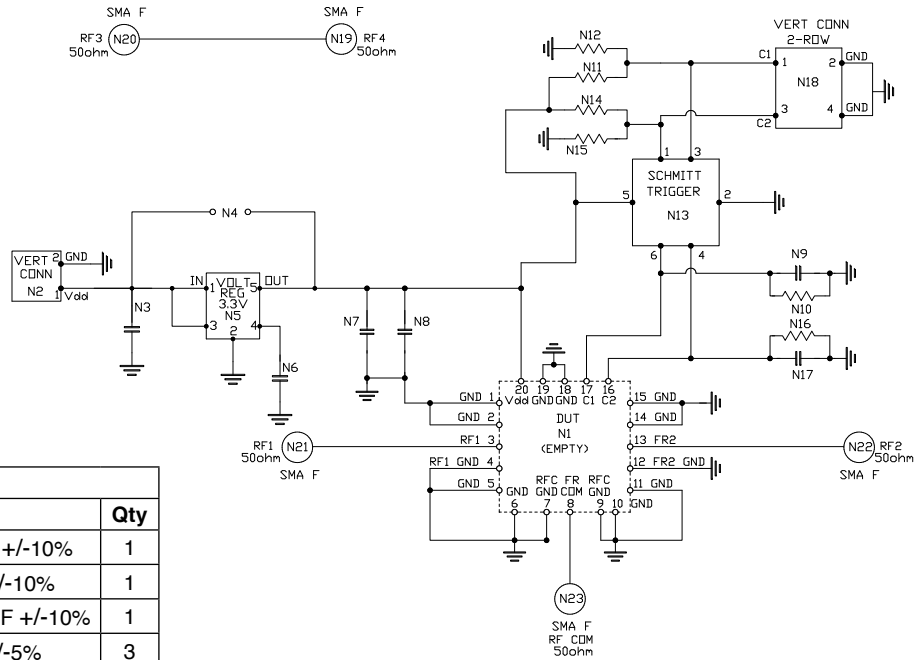 SMA F
SMA F
RF3
50ohm
N20
N19
RF4
50ohm
VERT CONN
2-ROW
C1
1
2
GND
N18
3
4
GND
C2
N12
N11
N14
N15
1
3
SCHMITT
TRIGGER
5
2
N13
6
4
N4
VERT
CONN
N2
2
GND
1
Vdd
N3
IN
1
VOLT
REG
3.3V
N5
5
OUT
3
2
4
N6
N7
N8
N9
N10
N16
N17
20
19
18
17
16
Vdd
GND
GND
C1
C2
GND 1
GND 2
RF1 3
RF1 GND 4
GND 5
DUT
N1
(EMPTY)
15 GND
14 GND
13 FR2
12 FR2 GND
11 GND
GND
6
RFC
GND
7
FR
COM
8
RFC
GND
9
10
GND
RF1
50ohm
N21
SMA F
N22
RF2
50ohm
SMA F
N23
SMA F
RF COM
50ohm
Qty
+/-10%
1
/-10%
1
F +/-10%
1
/-5%
3